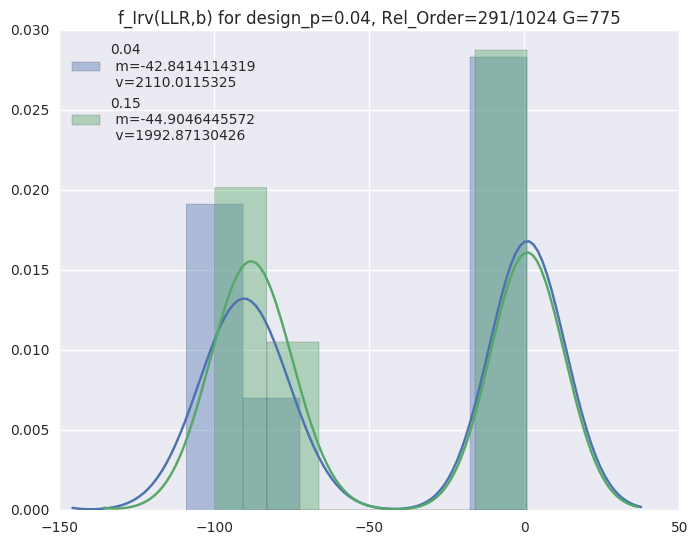 f_Irv(LLR,b) for design_p=0.04, Rel_Order=291/1024 G=775
0.030
0.025
0.020
0.015
0.010
0.005
0.000
0.04
m=-42.8414114319
v=2110.0115325
0.15
m=-44.9046445572
v=1992.87130426
−150
−100
−50
0
50